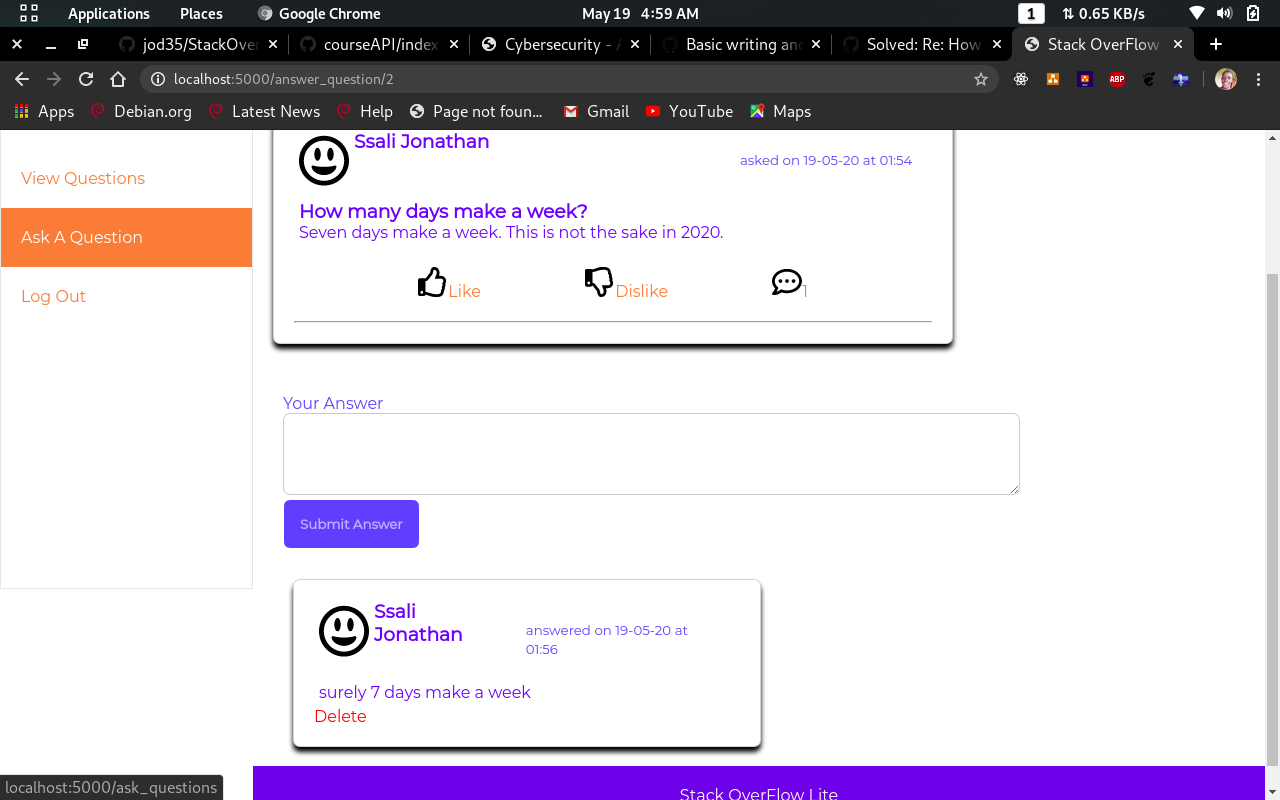 Applications Places Google Chrome May 19 4:59 AM 1 0.65 KB/s
jod35/StackOver courseAPI/index Cybersecurity - A Basic writing and Solved: Re: How Stack OverFlow
localhost:5000/answer_question/2 ABP
Apps Debian.org Latest News Help Page not foun... Gmail YouTube Maps
View Questions
Ask A Question
Log Out
Ssali Jonathan
asked on 19-05-20 at 01:54
How many days make a week?
Seven days make a week. This is not the sake in 2020.
Like Dislike 1
Your Answer
Submit Answer
Ssali
Jonathan
answered on 19-05-20 at
01:56
surely 7 days make a week
Delete
localhost:5000/ask_questions
Stack OverFlow Lite